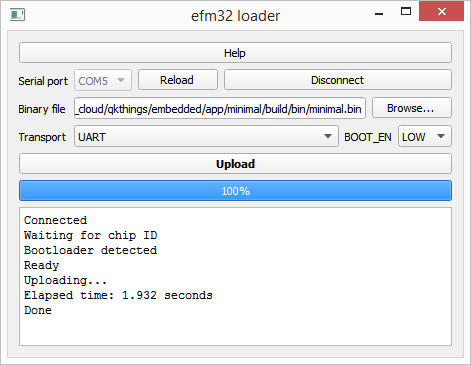 efm32 loader
Help
Serial port COM5 Reload Disconnect
Binary file _cloud/qkthings/embedded/app/minimal/build/bin/minimal.bin Browse...
Transport UART BOOT_EN LOW
Upload
100%
Connected
Waiting for chip ID
Bootloader detected
Ready
Uploading...
Elapsed time: 1.932 seconds
Done